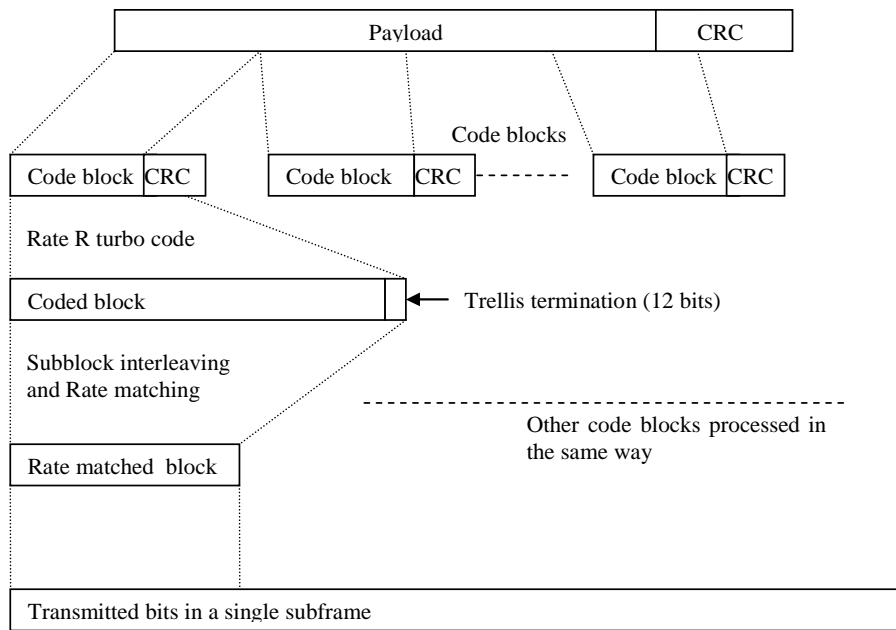 Payload CRC
Code blocks
Code block CRC Code block CRC Code block CRC
Rate R turbo code
Coded block Trellis termination (12 bits)
Subblock interleaving
and Rate matching
Other code blocks processed in
the same way
Rate matched block
Transmitted bits in a single subframe